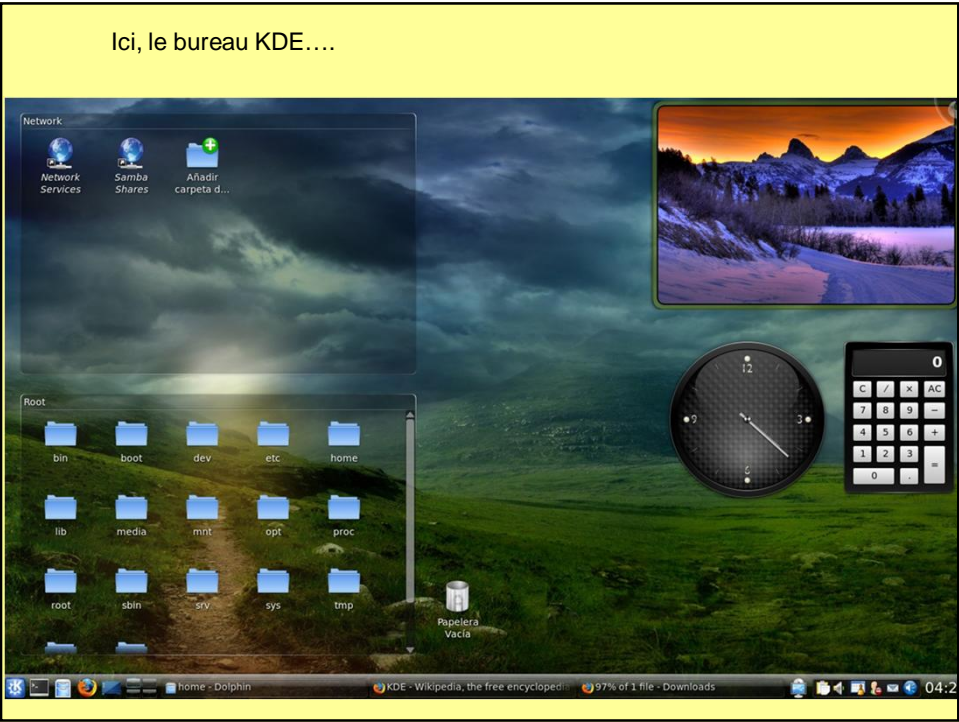 Ici, le bureau KDE....
Network
Network Services
Samba Shares
Añadir carpeta d...
0
C / × AC
7 8 9 −
4 5 6 +
1 2 3 =
0 .
12
9 3
6
Root
bin boot dev etc home
lib media mnt opt proc
root sbin srv sys tmp
Papelera Vacía
home - Dolphin
KDE - Wikipedia, the free encyclopedi
97% of 1 file - Downloads
04:2